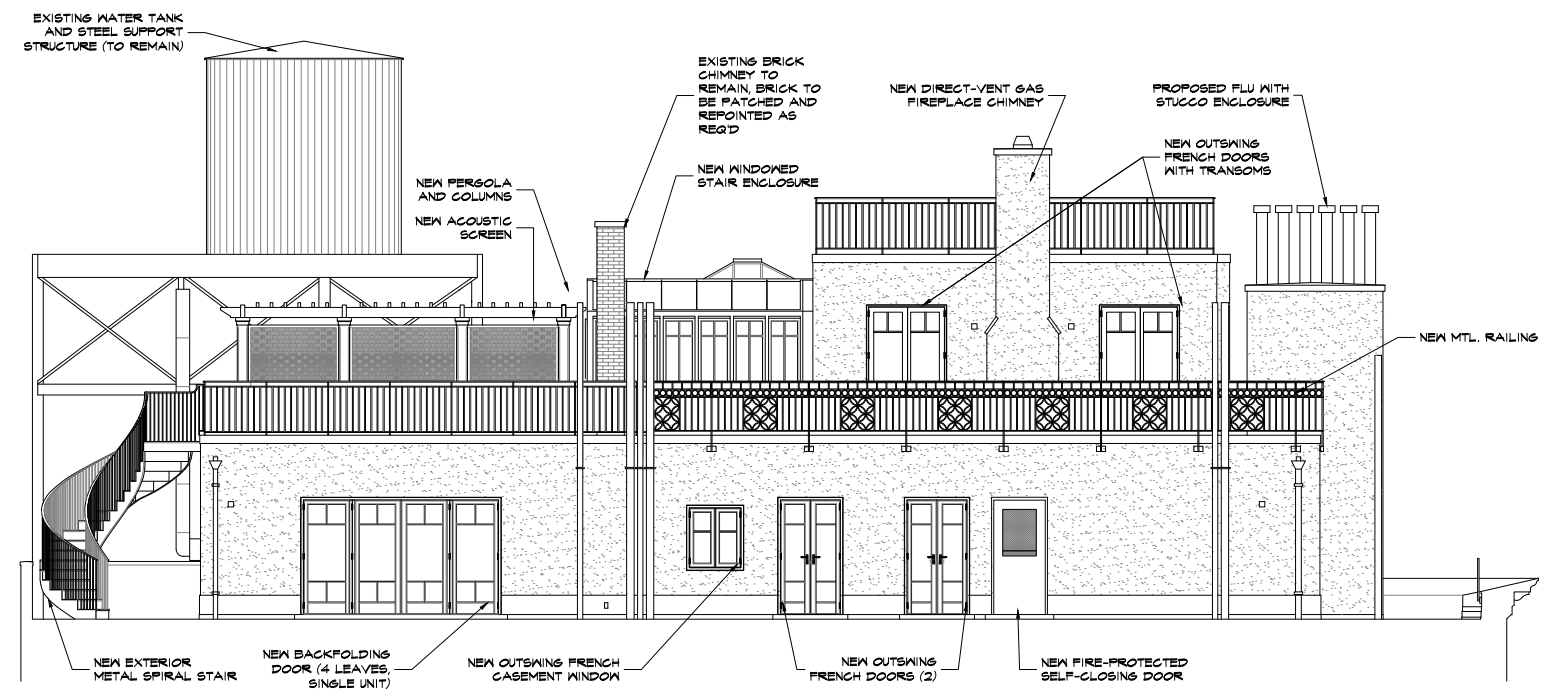 EXISTING WATER TANK
AND STEEL SUPPORT
STRUCTURE (TO REMAIN)
EXISTING BRICK
CHIMNEY TO
REMAIN, BRICK TO
BE PATCHED AND
REPOINTED AS
REQ'D
NEW DIRECT-VENT GAS
FIREPLACE CHIMNEY
PROPOSED FLU WITH
STUCCO ENCLOSURE
NEW OUTSWING
FRENCH DOORS
WITH TRANSOMS
NEW WINDOWED
STAIR ENCLOSURE
NEW PERGOLA
AND COLUMNS
NEW ACOUSTIC
SCREEN
NEW MTL. RAILING
NEW EXTERIOR
METAL SPIRAL STAIR
NEW BACKFOLDING
DOOR (4 LEAVES,
SINGLE UNIT)
NEW OUTSWING FRENCH
CASEMENT WINDOW
NEW OUTSWING
FRENCH DOORS (2)
NEW FIRE-PROTECTED
SELF-CLOSING DOOR